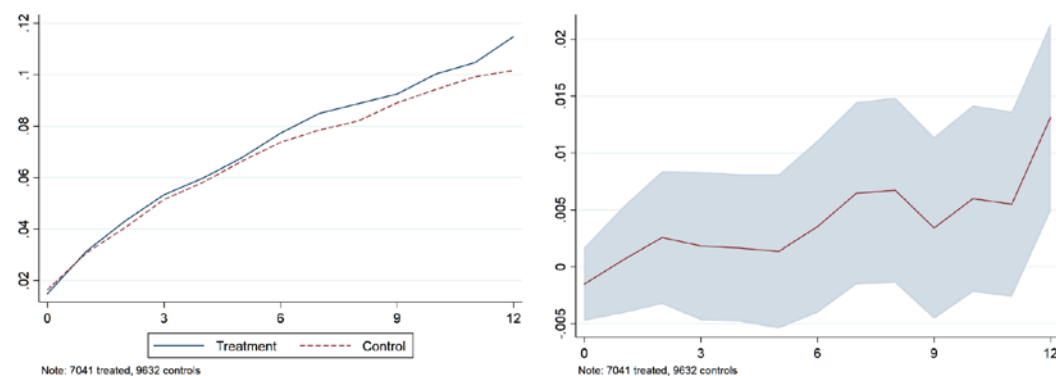 .12
.1
.08
.06
.04
.02
0 3 6 9 12
Treatment Control
Note: 7041 treated, 9632 controls
.02
.015
.01
.005
0
-.005
0 3 6 9 12
Note: 7041 treated, 9632 controls